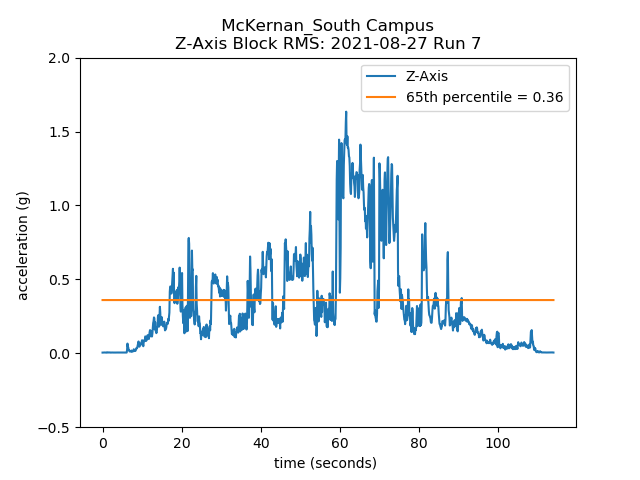 McKernan_South Campus
Z-Axis Block RMS: 2021-08-27 Run 7
Z-Axis
65th percentile = 0.36
2.0
1.5
1.0
0.5
0.0
−0.5
acceleration (g)
0 20 40 60 80 100
time (seconds)